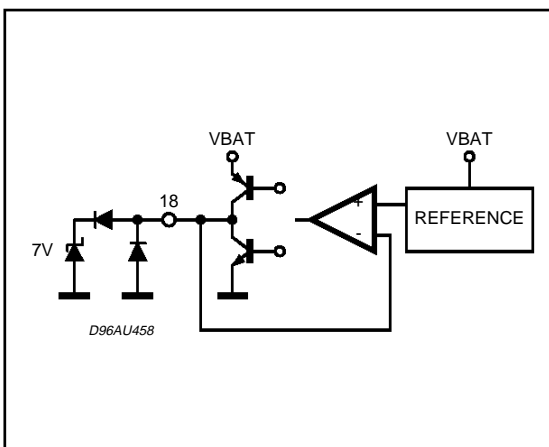 VBAT
VBAT
18
+
REFERENCE
-
7V
D96AU458